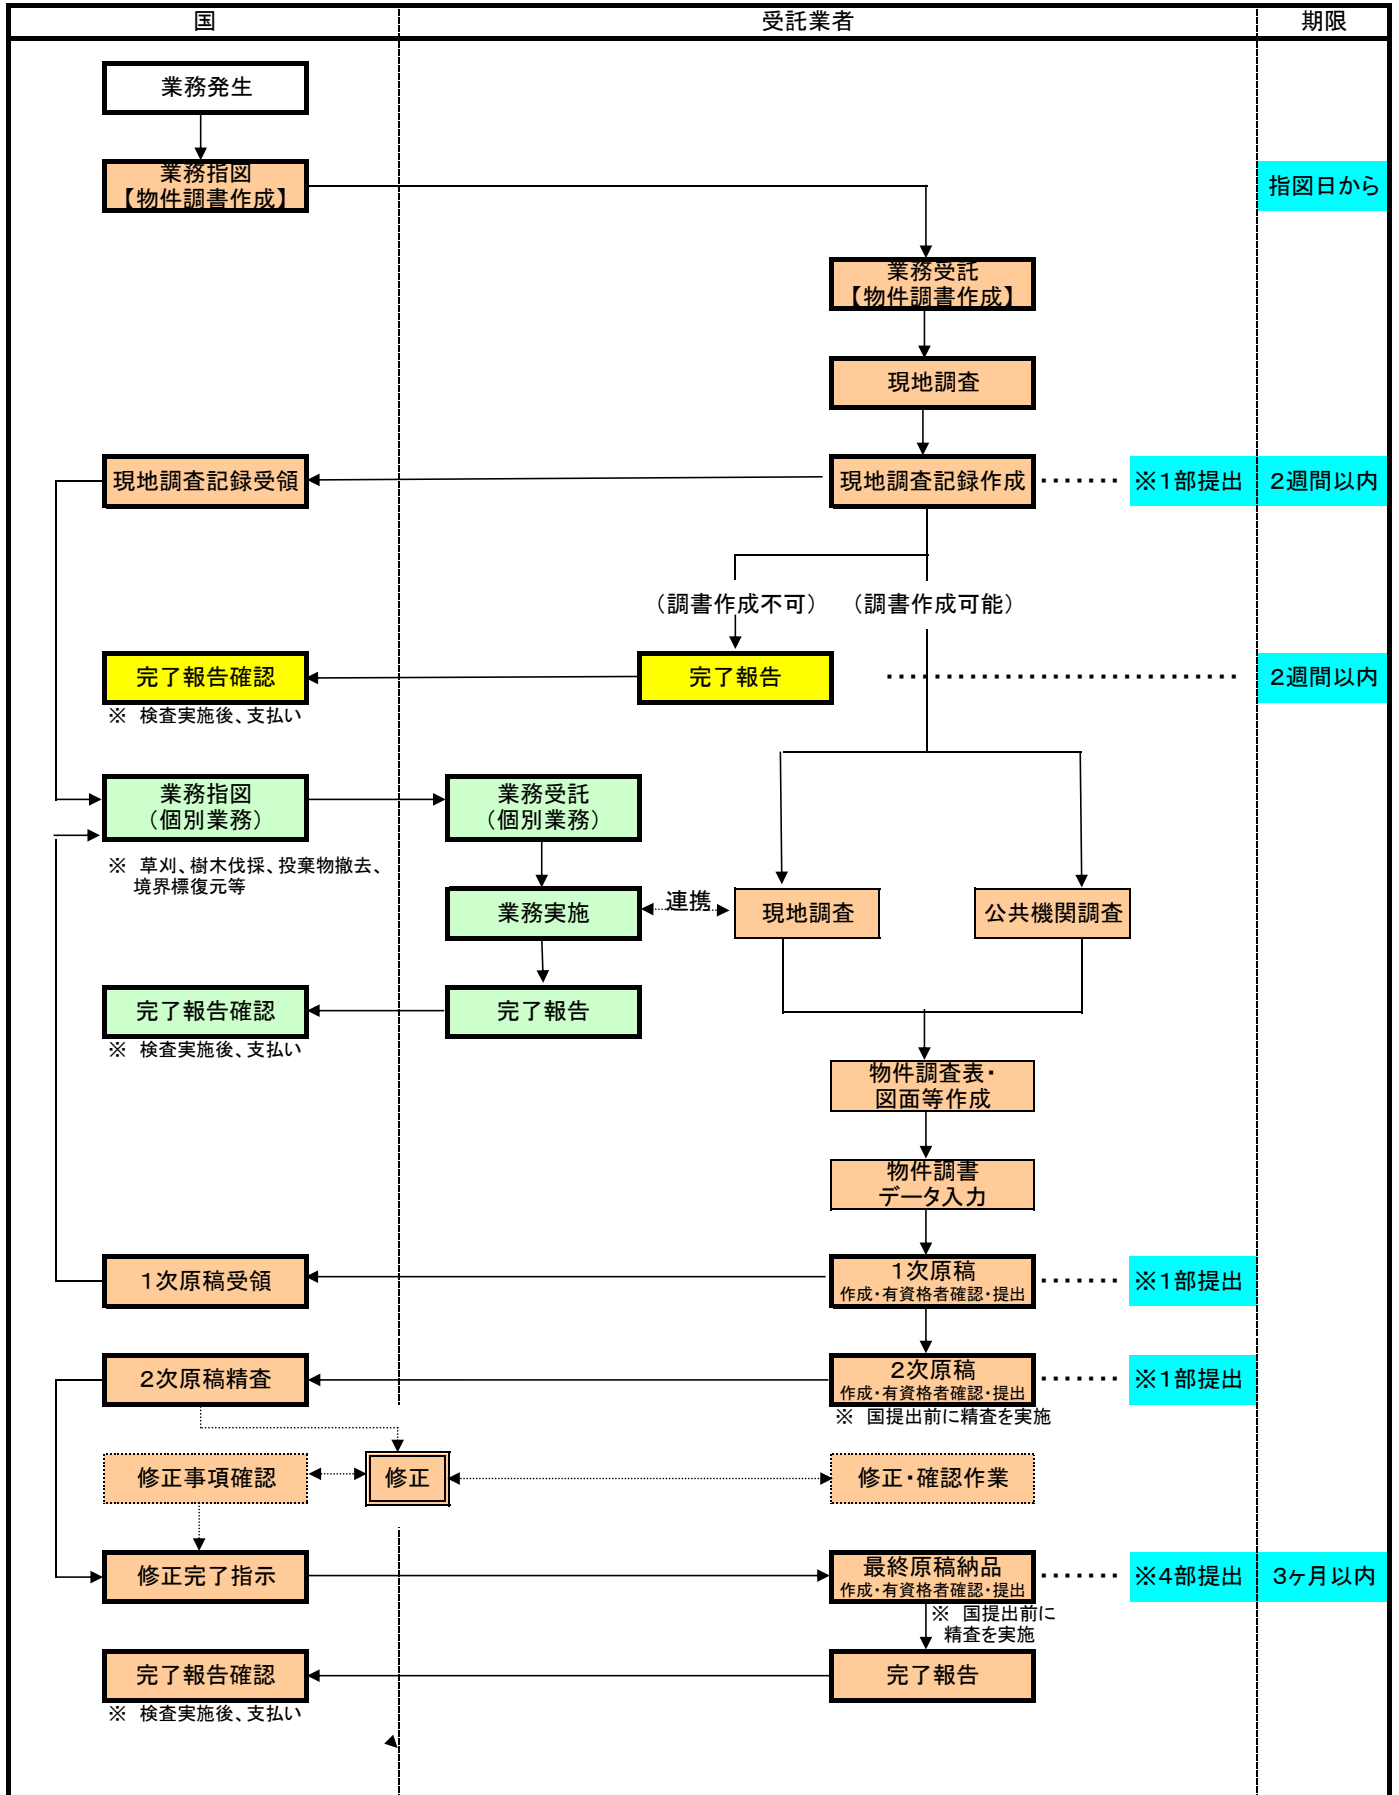 国
受託業者
期限
業務発生
業務指図
【物件調書作成】
指図日から
業務受託
【物件調書作成】
現地調査
現地調査記録受領
現地調査記録作成
※1部提出
2週間以内
（調書作成不可）
（調書作成可能）
完了報告確認
※ 検査実施後、支払い
完了報告
2週間以内
業務指図
（個別業務）
※ 草刈、樹木伐採、投棄物撤去、
境界標復元等
業務受託
（個別業務）
業務実施
連携
現地調査
公共機関調査
完了報告確認
※ 検査実施後、支払い
完了報告
物件調査表・
図面等作成
物件調書
データ入力
1次原稿受領
1次原稿
作成・有資格者確認・提出
※1部提出
2次原稿精査
2次原稿
作成・有資格者確認・提出
※ 国提出前に精査を実施
※1部提出
修正事項確認
修正
修正・確認作業
修正完了指示
最終原稿納品
作成・有資格者確認・提出
※ 国提出前に
精査を実施
※4部提出
3ヶ月以内
完了報告確認
※ 検査実施後、支払い
完了報告